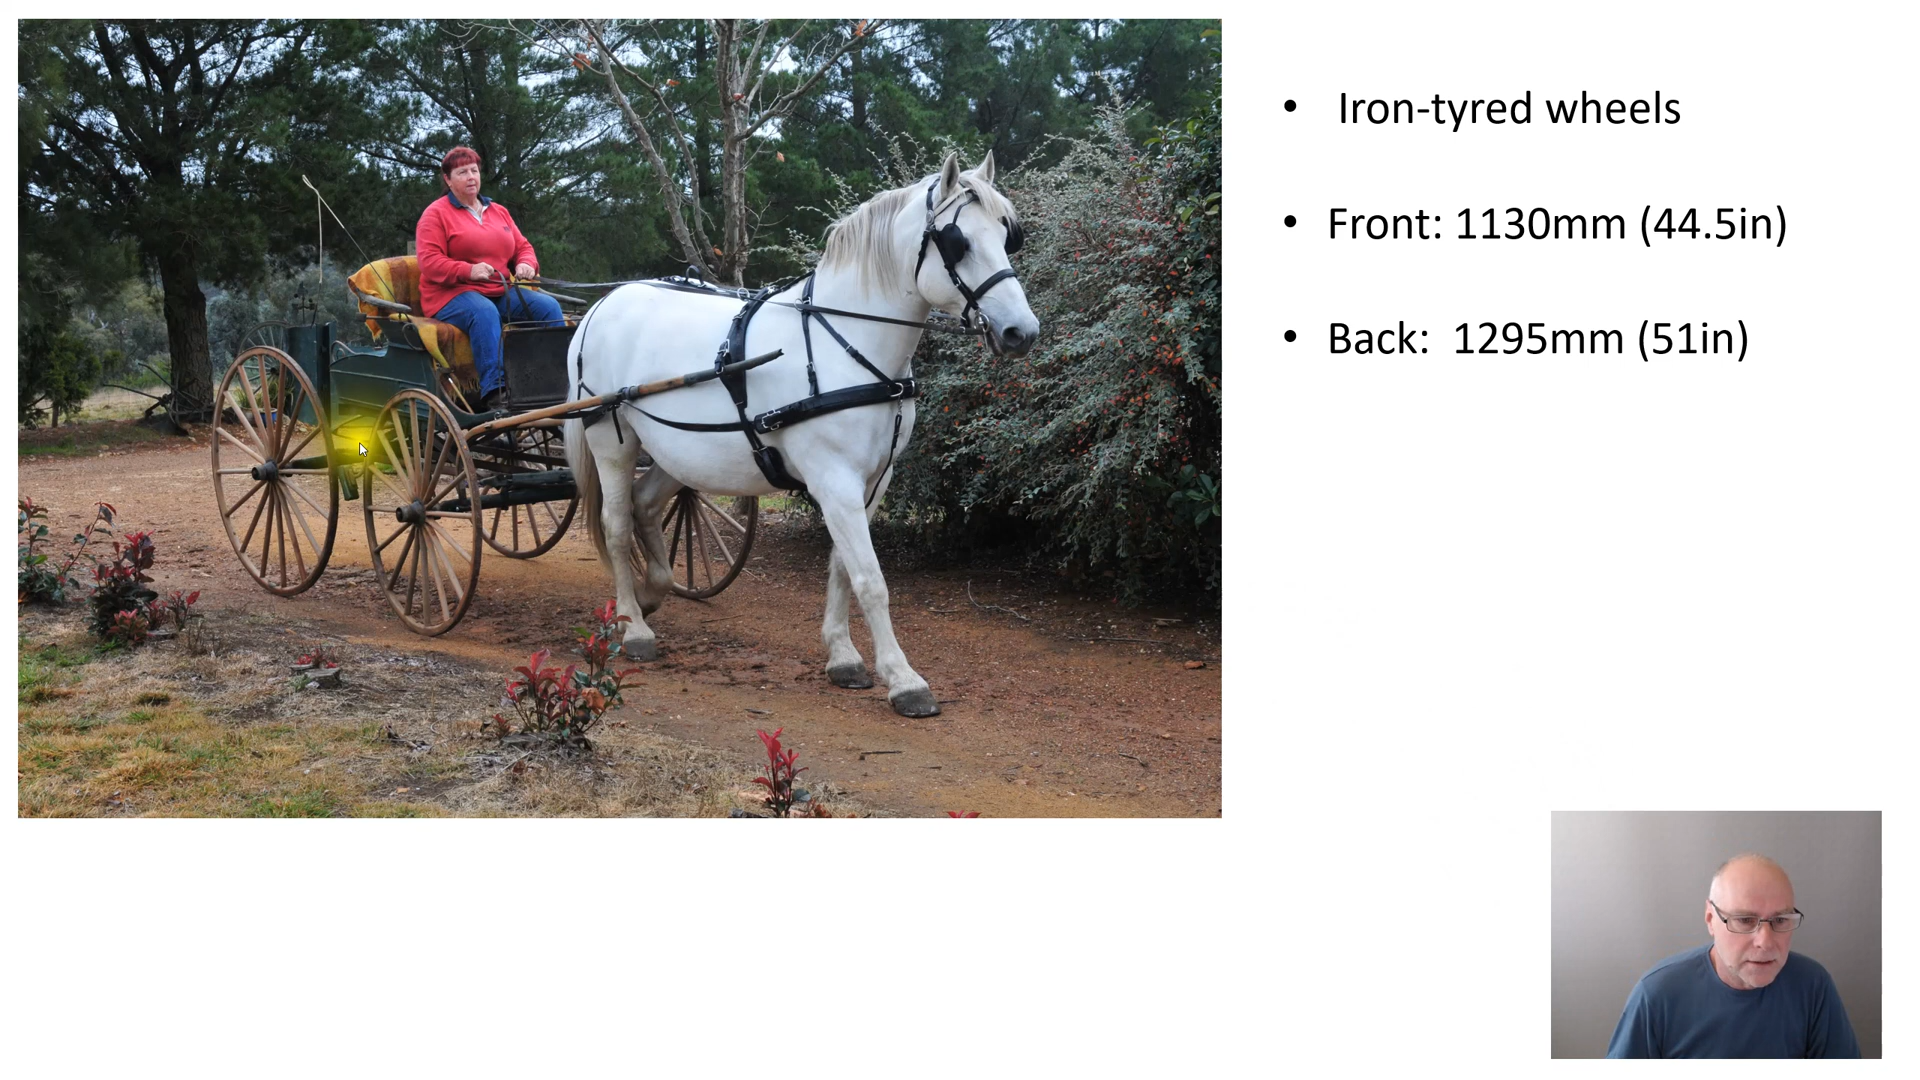 • Iron-tyred wheels
• Front: 1130mm (44.5in)
• Back: 1295mm (51in)